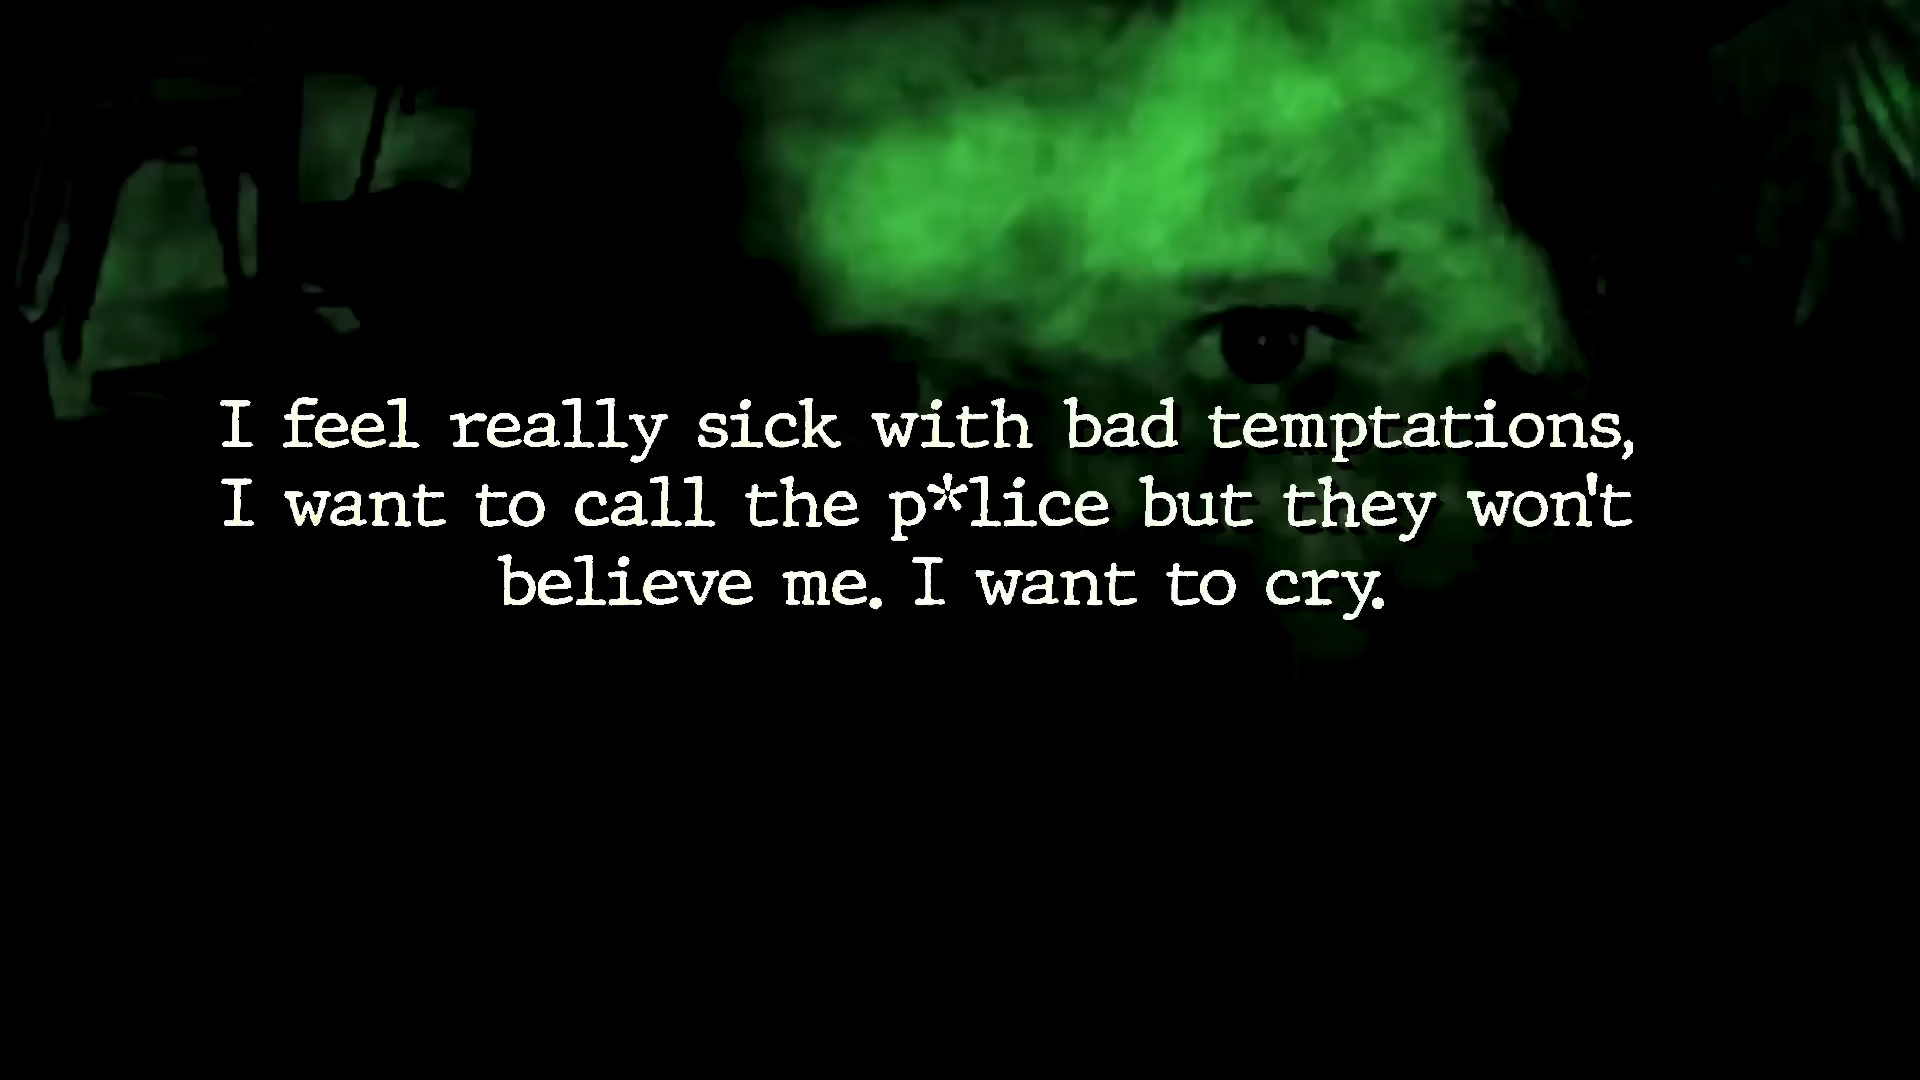 I feel really sick with bad temptations,
I want to call the p*lice but they won't
believe me. I want to cry.